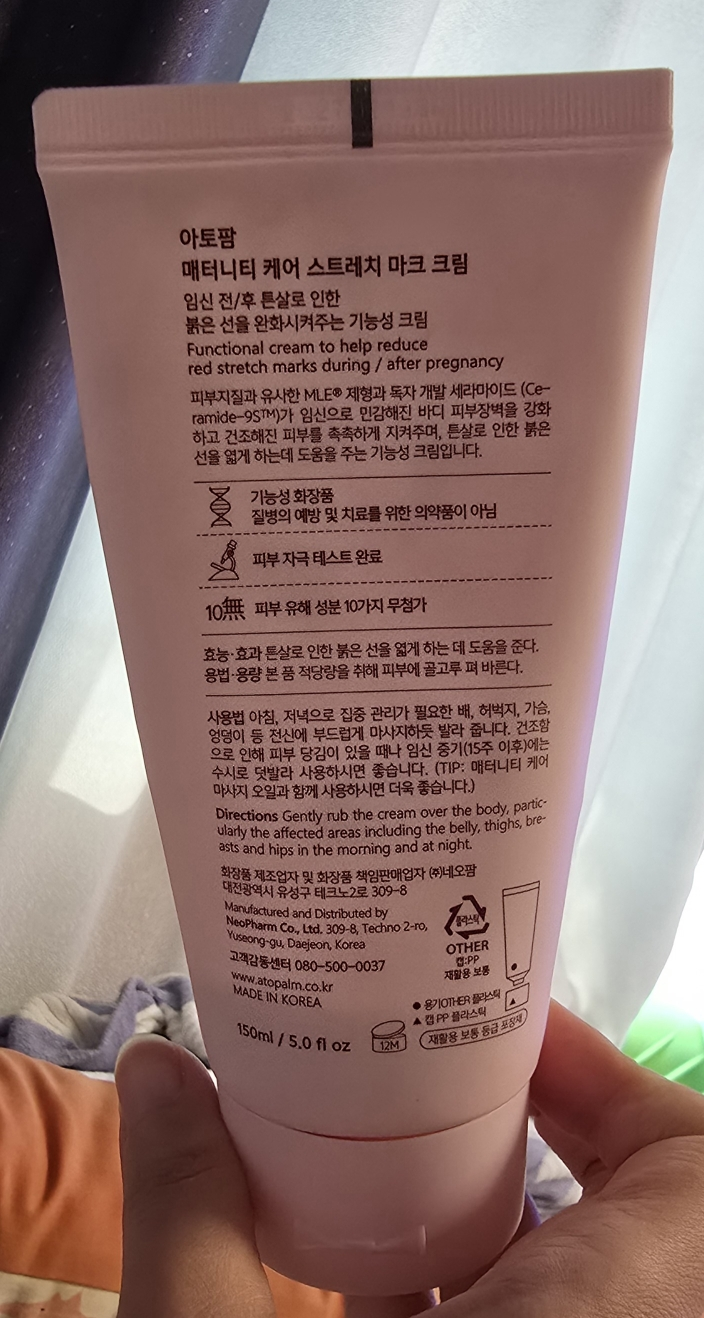 아토팜
매터니티 케어 스트레치 마크 크림
임신 전/후 튼살로 인한
붉은 선을 완화시켜주는 기능성 크림
Functional cream to help reduce
red stretch marks during / after pregnancy
피부지질과 유사한 MLE® 제형과 독자 개발 세라마이드 (Ce-
ramide-9S™)가 임신으로 민감해진 바디 피부장벽을 강화
하고 건조해진 피부를 촉촉하게 지켜주며, 튼살로 인한 붉은
선을 엷게 하는데 도움을 주는 기능성 크림입니다.
기능성 화장품
질병의 예방 및 치료를 위한 의약품이 아님
피부 자극 테스트 완료
10無 피부 유해 성분 10가지 무첨가
효능·효과 튼살로 인한 붉은 선을 엷게 하는 데 도움을 준다.
용법·용량 본 품 적당량을 취해 피부에 골고루 펴 바른다.
사용법 아침, 저녁으로 집중 관리가 필요한 배, 허벅지, 가슴,
엉덩이 등 전신에 부드럽게 마사지하듯 발라 줍니다. 건조함
으로 인해 피부 당김이 있을 때나 임신 중기(15주 이후)에는
수시로 덧발라 사용하시면 좋습니다. (TIP: 매터니티 케어
마사지 오일과 함께 사용하시면 더욱 좋습니다.)
Directions Gently rub the cream over the body, partic-
ularly the affected areas including the belly, thighs, bre-
asts and hips in the morning and at night.
화장품 제조업자 및 화장품 책임판매업자 ㈜네오팜
대전광역시 유성구 테크노2로 309-8
Manufactured and Distributed by
NeoPharm Co., Ltd. 309-8, Techno 2-ro,
Yuseong-gu, Daejeon, Korea
고객감동센터 080-500-0037
www.atopalm.co.kr
MADE IN KOREA
150ml / 5.0 fl oz
12M
플라스틱
OTHER
캡:PP
재활용 보통
● 용기OTHER 플라스틱
▲ 캡 PP 플라스틱
재활용 보통 등급 포장재